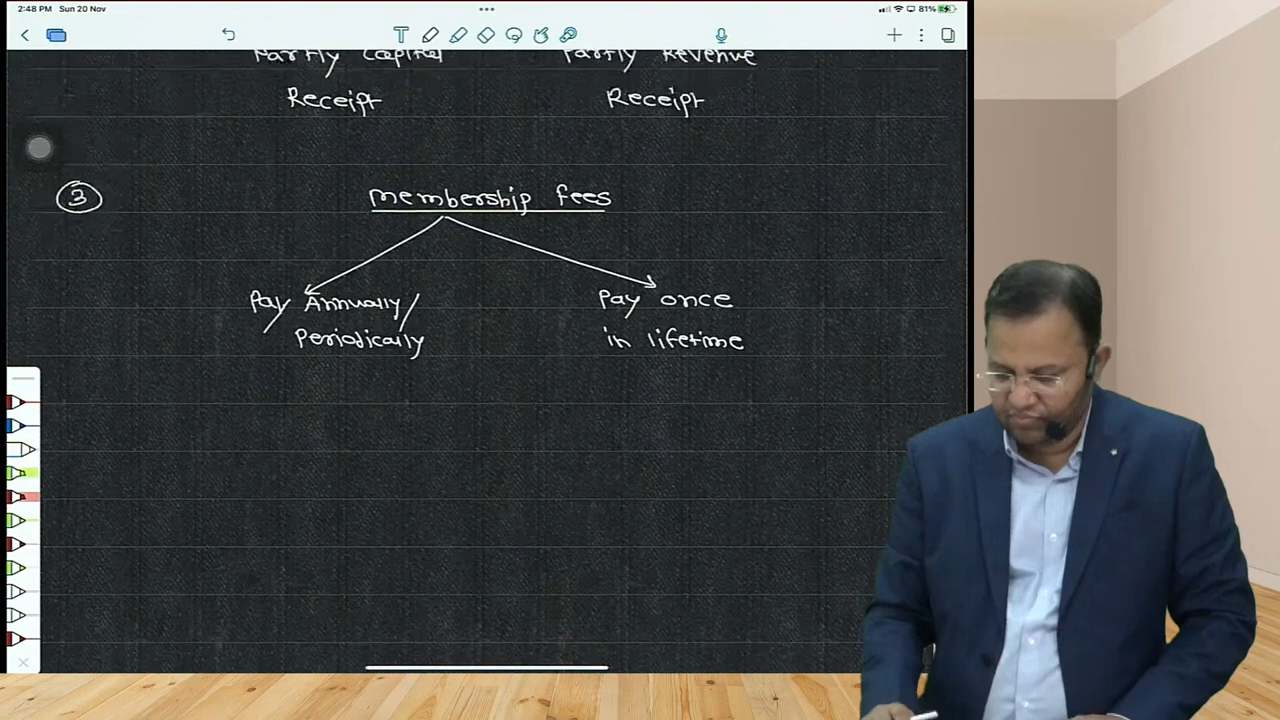 2:48 PM Sun 20 Nov
81%
Partly Capital Partly Revenue
Receipt Receipt
3 Membership Fees
Pay Annually/ Pay once
Periodically in lifetime